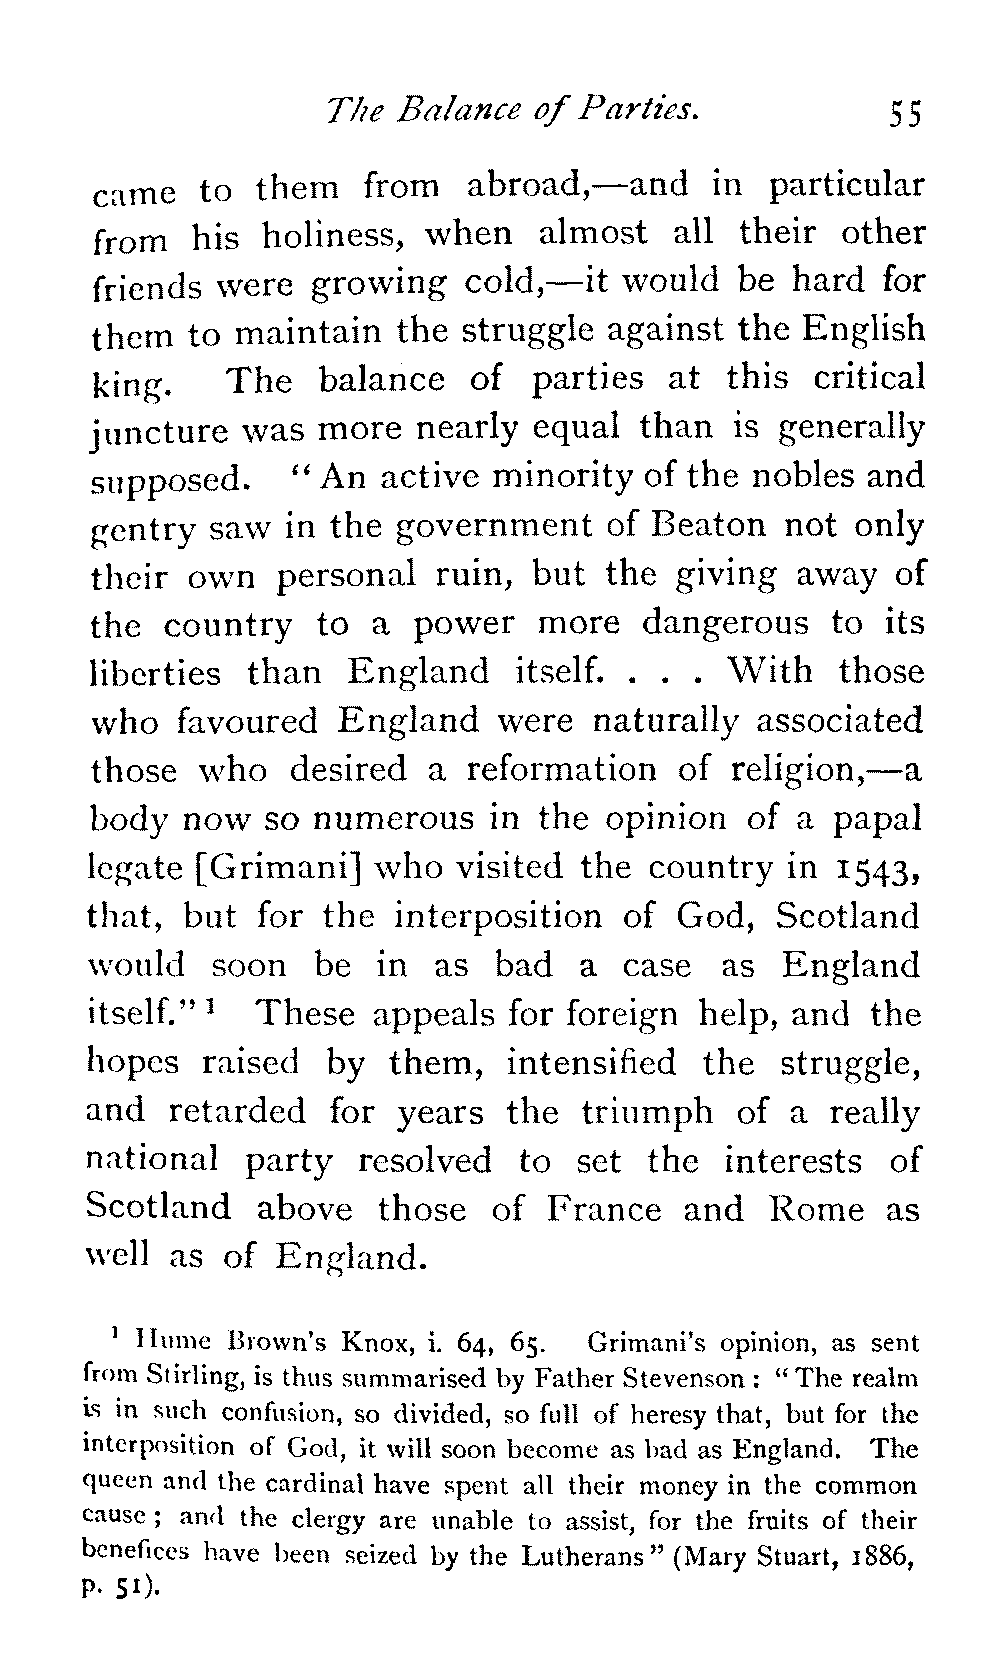 The Balance of Parties. 55
came to them from abroad,—and in particular
from his holiness, when almost all their other
friends were growing cold,—it would be hard for
them to maintain the struggle against the English
king. The balance of parties at this critical
juncture was more nearly equal than is generally
supposed. “ An active minority of the nobles and
gentry saw in the government of Beaton not only
their own personal ruin, but the giving away of
the country to a power more dangerous to its
liberties than England itself. . . . With those
who favoured England were naturally associated
those who desired a reformation of religion,—a
body now so numerous in the opinion of a papal
legate [Grimani] who visited the country in 1543,
that, but for the interposition of God, Scotland
would soon be in as bad a case as England
itself.” ¹ These appeals for foreign help, and the
hopes raised by them, intensified the struggle,
and retarded for years the triumph of a really
national party resolved to set the interests of
Scotland above those of France and Rome as
well as of England.
¹ Hume Brown's Knox, i. 64, 65. Grimani's opinion, as sent
from Stirling, is thus summarised by Father Stevenson : “ The realm
is in such confusion, so divided, so full of heresy that, but for the
interposition of God, it will soon become as bad as England. The
queen and the cardinal have spent all their money in the common
cause ; and the clergy are unable to assist, for the fruits of their
benefices have been seized by the Lutherans ” (Mary Stuart, 1886,
p. 51).